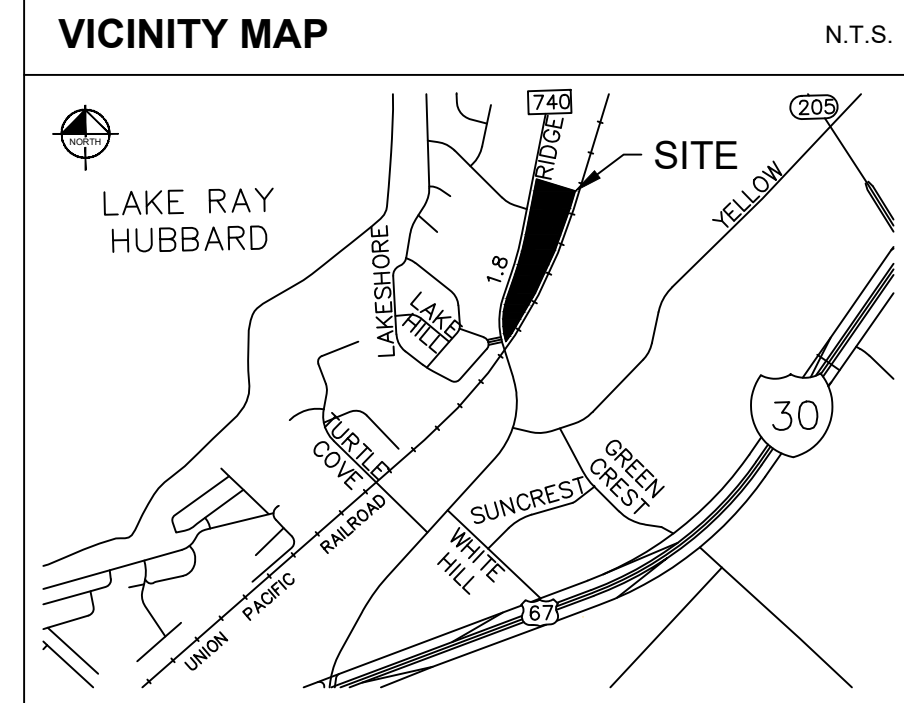 VICINITY MAP
N.T.S.
NORTH
LAKE RAY
HUBBARD
740
RIDGE
SITE
205
YELLOW
1.8
LAKESHORE
LAKE
HILL
30
TURTLE
COVE
GREEN
CREST
SUNCREST
WHITE
HILL
UNION PACIFIC RAILROAD
67